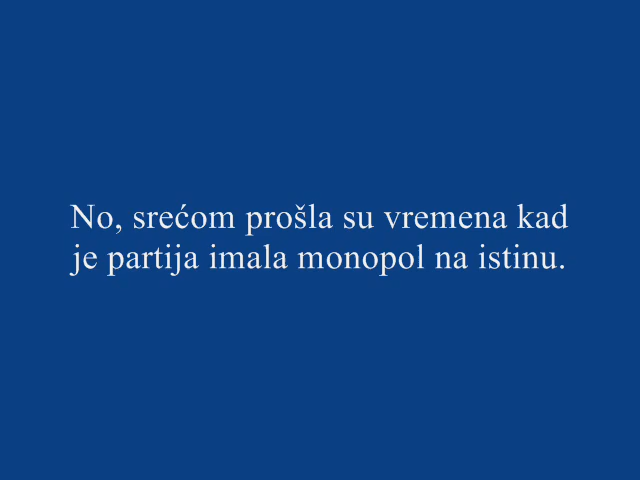 No, srećom prošla su vremena kad
je partija imala monopol na istinu.